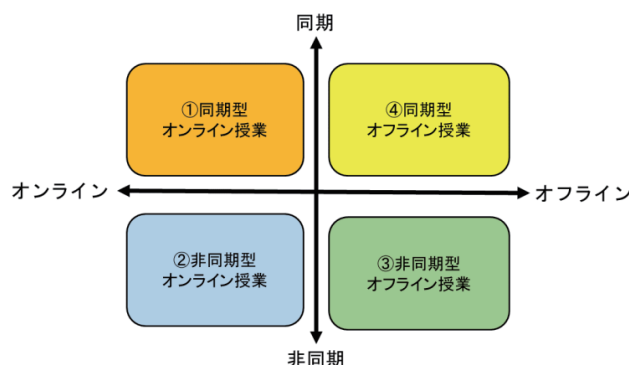 同期
①同期型
オンライン授業
④同期型
オフライン授業
オンライン
オフライン
②非同期型
オンライン授業
③非同期型
オフライン授業
非同期